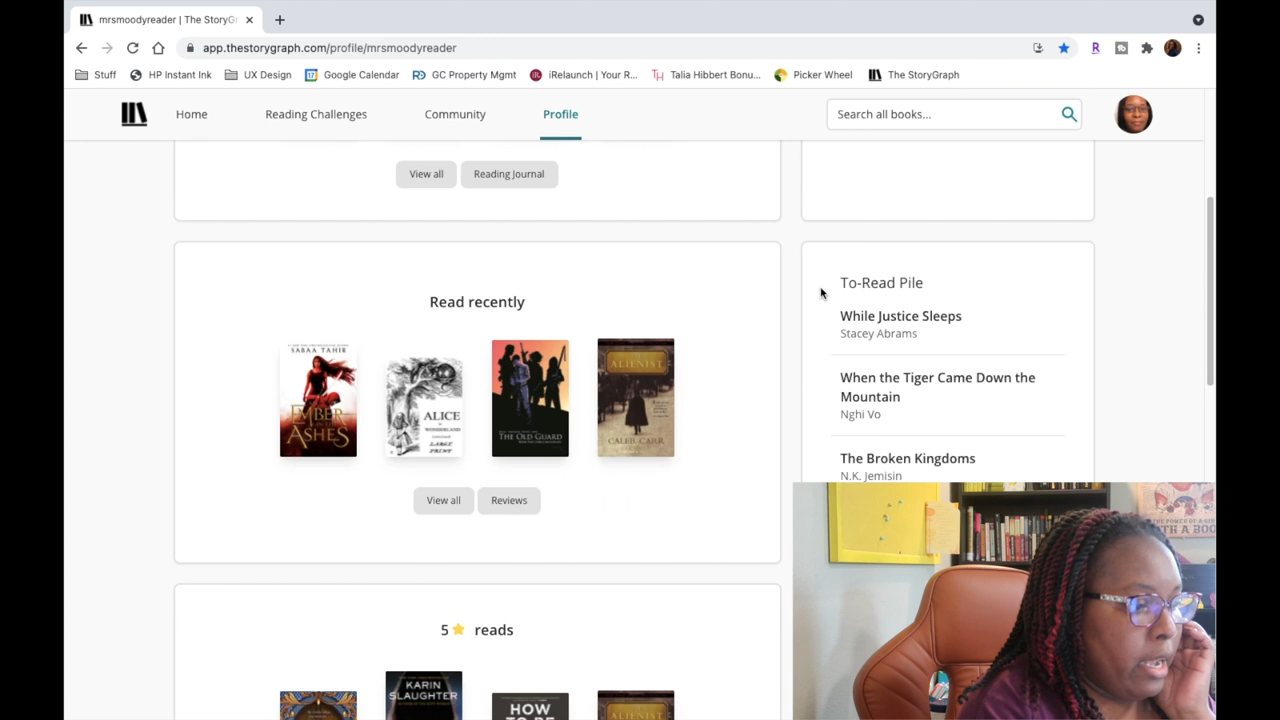 mrsmoodyreader | The StoryGr
app.thestorygraph.com/profile/mrsmoodyreader
Stuff
HP Instant Ink
UX Design
Google Calendar
GC Property Mgmt
iRelaunch | Your R...
Talia Hibbert Bonu...
Picker Wheel
The StoryGraph
Home
Reading Challenges
Community
Profile
Search all books...
View all
Reading Journal
Read recently
SABAA TAHIR
EMBER
ASHES
ALICE
THE OLD GUARD
ALIENIST
CALEB CARR
View all
Reviews
To-Read Pile
While Justice Sleeps
Stacey Abrams
When the Tiger Came Down the
Mountain
Nghi Vo
The Broken Kingdoms
N.K. Jemisin
5 reads
KARIN
SLAUGHTER
HOW
ALIENIST
TH A BOO